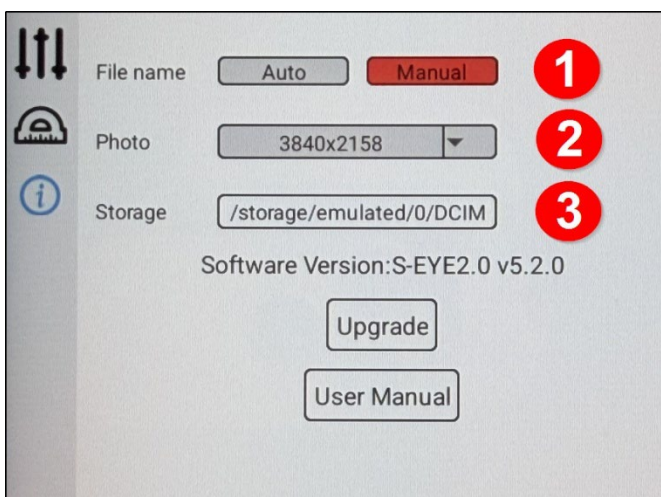 File name Auto Manual 1
Photo 3840x2158 2
i Storage /storage/emulated/0/DCIM 3
Software Version:S-EYE2.0 v5.2.0
Upgrade
User Manual